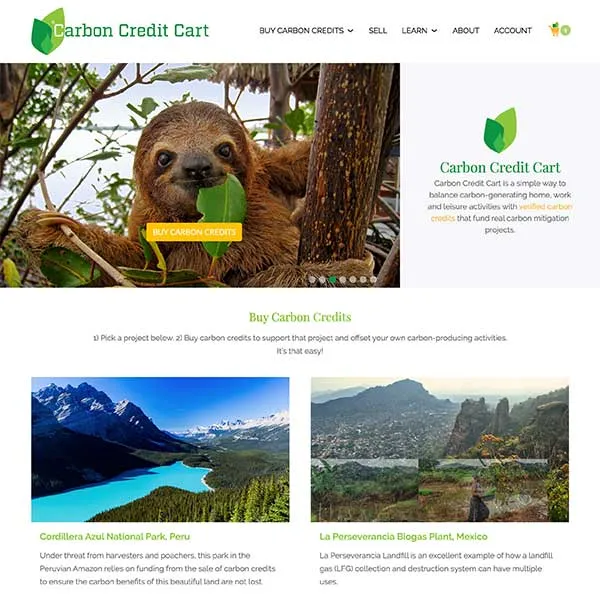 Carbon Credit Cart
BUY CARBON CREDITS SELL LEARN ABOUT ACCOUNT 0
BUY CARBON CREDITS
Carbon Credit Cart
Carbon Credit Cart is a simple way to
balance carbon-generating home, work
and leisure activities with verified carbon
credits that fund real carbon mitigation
projects.
Buy Carbon Credits
1) Pick a project below. 2) Buy carbon credits to support that project and offset your own carbon-producing activities.
It's that easy!
Cordillera Azul National Park, Peru
Under threat from harvesters and poachers, this park in the
Peruvian Amazon relies on funding from the sale of carbon credits
to ensure the carbon benefits of this beautiful land are not lost.
La Perseverancia Biogas Plant, Mexico
La Perseverancia Landfill is an excellent example of how a landfill
gas (LFG) collection and destruction system can have multiple
uses.